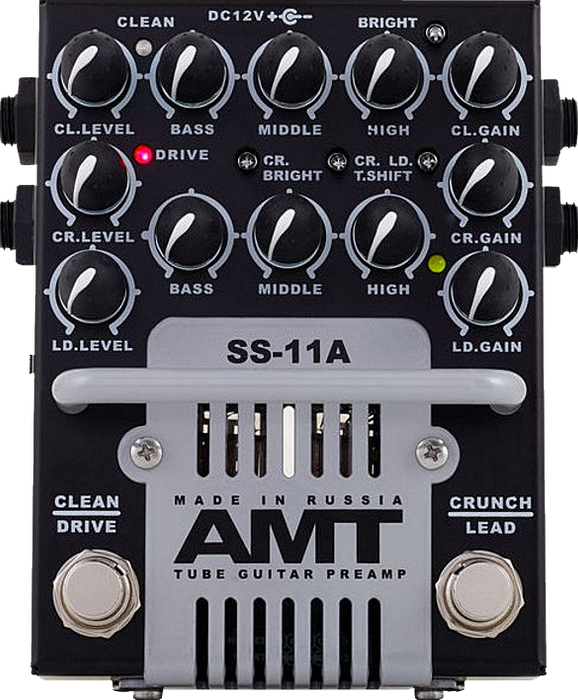 DC12V +-
CLEAN
BRIGHT
CL.LEVEL BASS MIDDLE HIGH CL.GAIN
DRIVE
CR. BRIGHT
CR. LD. T.SHIFT
CR.LEVEL CR.GAIN
BASS MIDDLE HIGH
LD.LEVEL LD.GAIN
SS-11A
CLEAN
DRIVE
CRUNCH
LEAD
MADE IN RUSSIA
AMT
TUBE GUITAR PREAMP